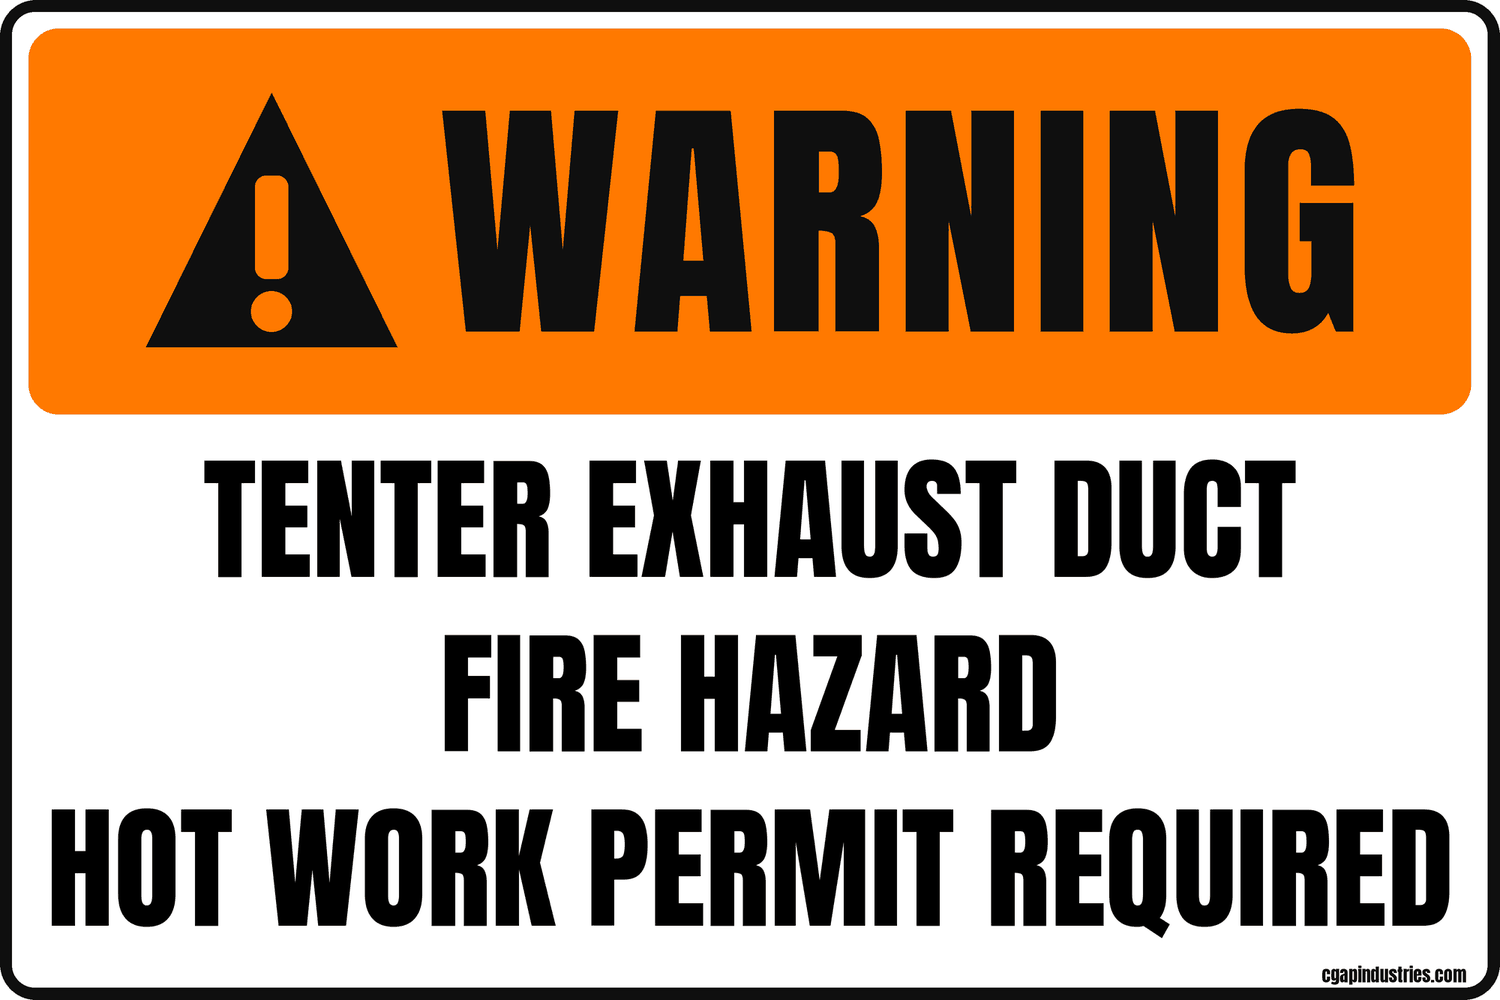 WARNING
TENTER EXHAUST DUCT
FIRE HAZARD
HOT WORK PERMIT REQUIRED
cgapindustries.com